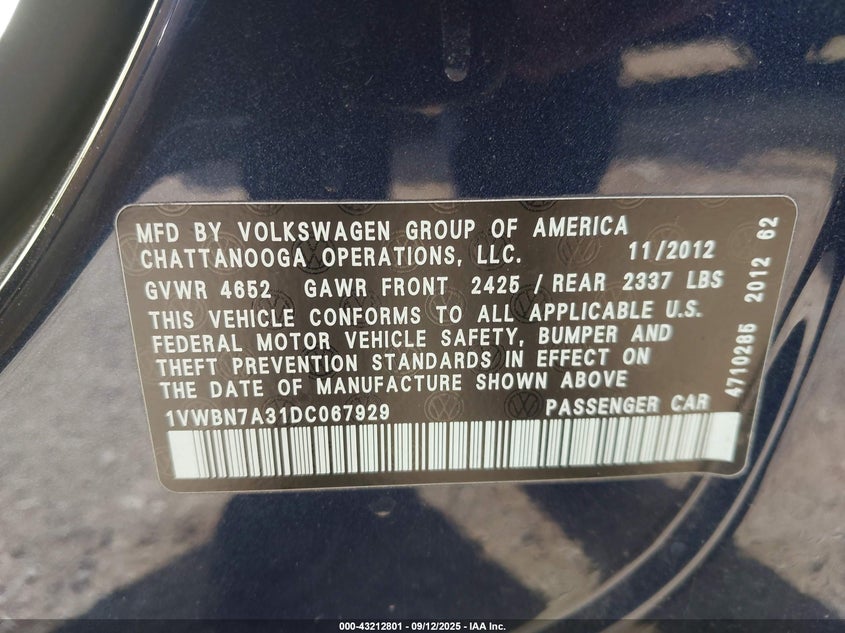 MFD BY VOLKSWAGEN GROUP OF AMERICA
CHATTANOOGA OPERATIONS, LLC. 11/2012
GVWR 4652 GAWR FRONT 2425 / REAR 2337 LBS
THIS VEHICLE CONFORMS TO ALL APPLICABLE U.S.
FEDERAL MOTOR VEHICLE SAFETY, BUMPER AND
THEFT PREVENTION STANDARDS IN EFFECT ON
THE DATE OF MANUFACTURE SHOWN ABOVE
1VWBN7A31DC067929 PASSENGER CAR
4710285 2012 62
000-43212801 - 09/12/2025 - IAA Inc.